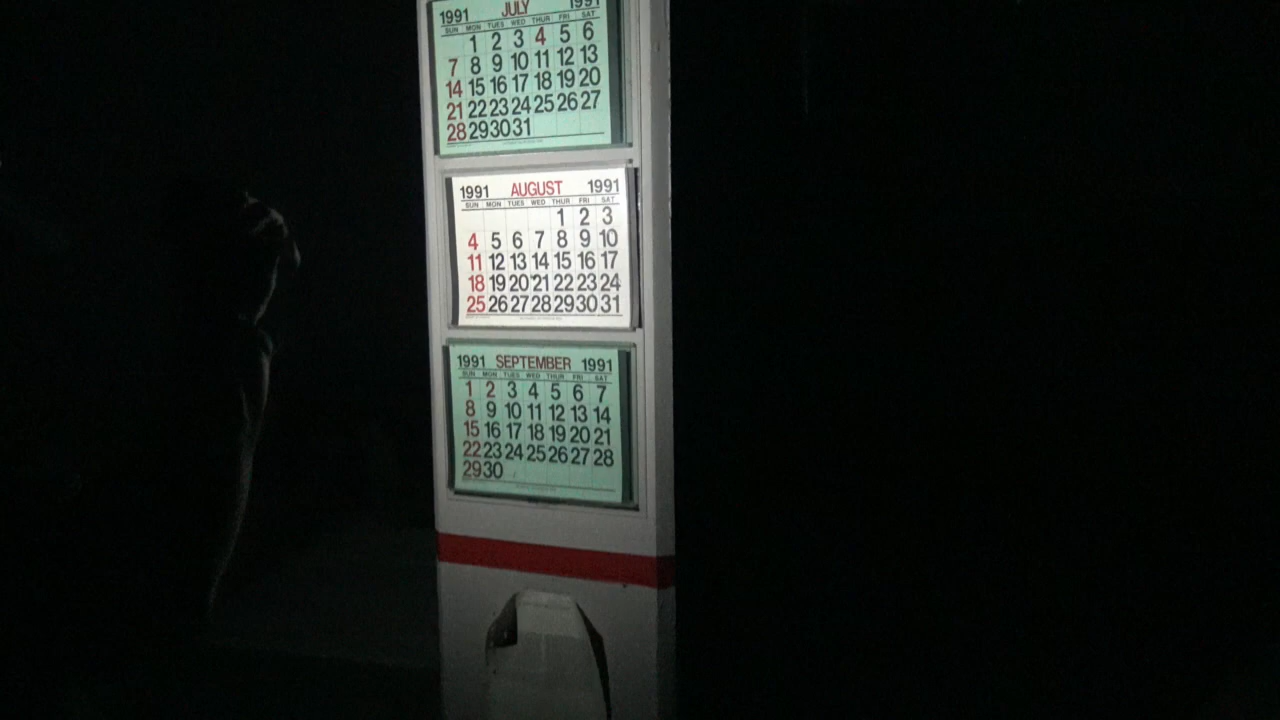 1991 JULY 1991
SUN MON TUES WED THUR FRI SAT
1 2 3 4 5 6
7 8 9 10 11 12 13
14 15 16 17 18 19 20
21 22 23 24 25 26 27
28 29 30 31
1991 AUGUST 1991
SUN MON TUES WED THUR FRI SAT
1 2 3
4 5 6 7 8 9 10
11 12 13 14 15 16 17
18 19 20 21 22 23 24
25 26 27 28 29 30 31
1991 SEPTEMBER 1991
SUN MON TUES WED THUR FRI SAT
1 2 3 4 5 6 7
8 9 10 11 12 13 14
15 16 17 18 19 20 21
22 23 24 25 26 27 28
29 30